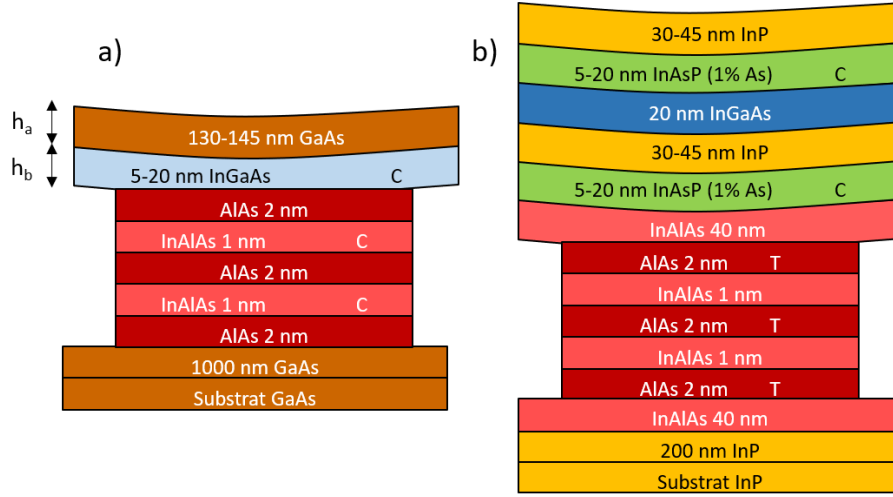 a)
h_a
h_b
130-145 nm GaAs
5-20 nm InGaAs C
AlAs 2 nm
InAlAs 1 nm C
AlAs 2 nm
InAlAs 1 nm C
AlAs 2 nm
1000 nm GaAs
Substrat GaAs
b)
30-45 nm InP
5-20 nm InAsP (1% As) C
20 nm InGaAs
30-45 nm InP
5-20 nm InAsP (1% As) C
InAlAs 40 nm
AlAs 2 nm T
InAlAs 1 nm
AlAs 2 nm T
InAlAs 1 nm
AlAs 2 nm T
InAlAs 40 nm
200 nm InP
Substrat InP